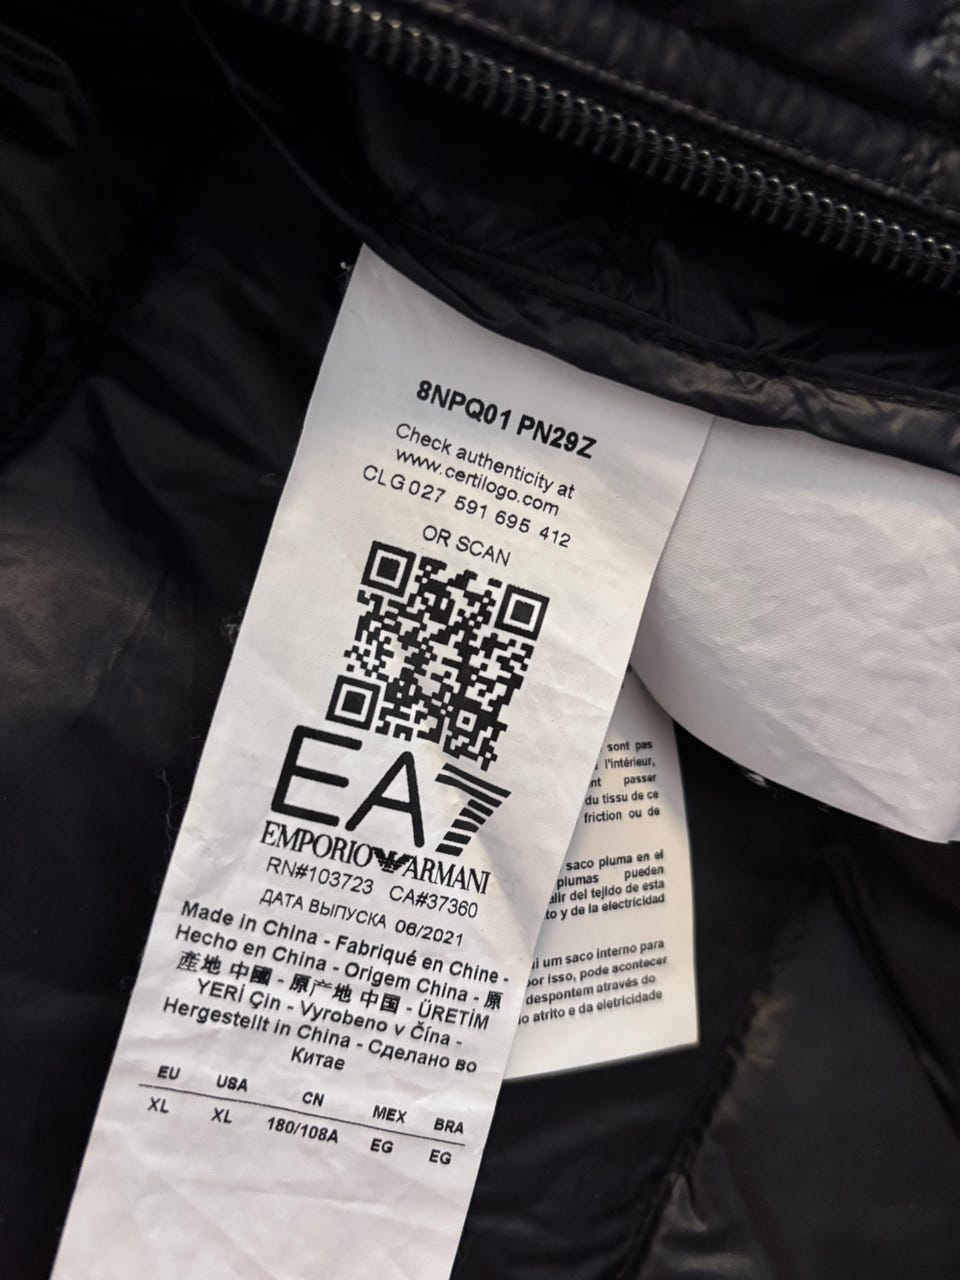 8NPQ01 PN29Z
Check authenticity at
www.certilogo.com
CLG027 591 695 412
OR SCAN
EA7
EMPORIO ARMANI
RN#103723 CA#37360
ДАТА ВЫПУСКА 06/2021
Made in China - Fabriqué en Chine -
Hecho en China - Origem China - 原
產地 中國 - 原产地 中国 - ÜRETİM
YERİ Çin - Vyrobeno v Čína -
Hergestellt in China - Сделано во
Китае
EU USA CN MEX BRA
XL XL 180/108A EG EG
sont pas
l'intérieur,
passer
du tissu de ce
friction ou de
saco pluma en el
plumas pueden
del tejido de esta
to y de la electricidad
um saco interno para
por isso, pode acontecer
despontem através do
atrito e da eletricidade